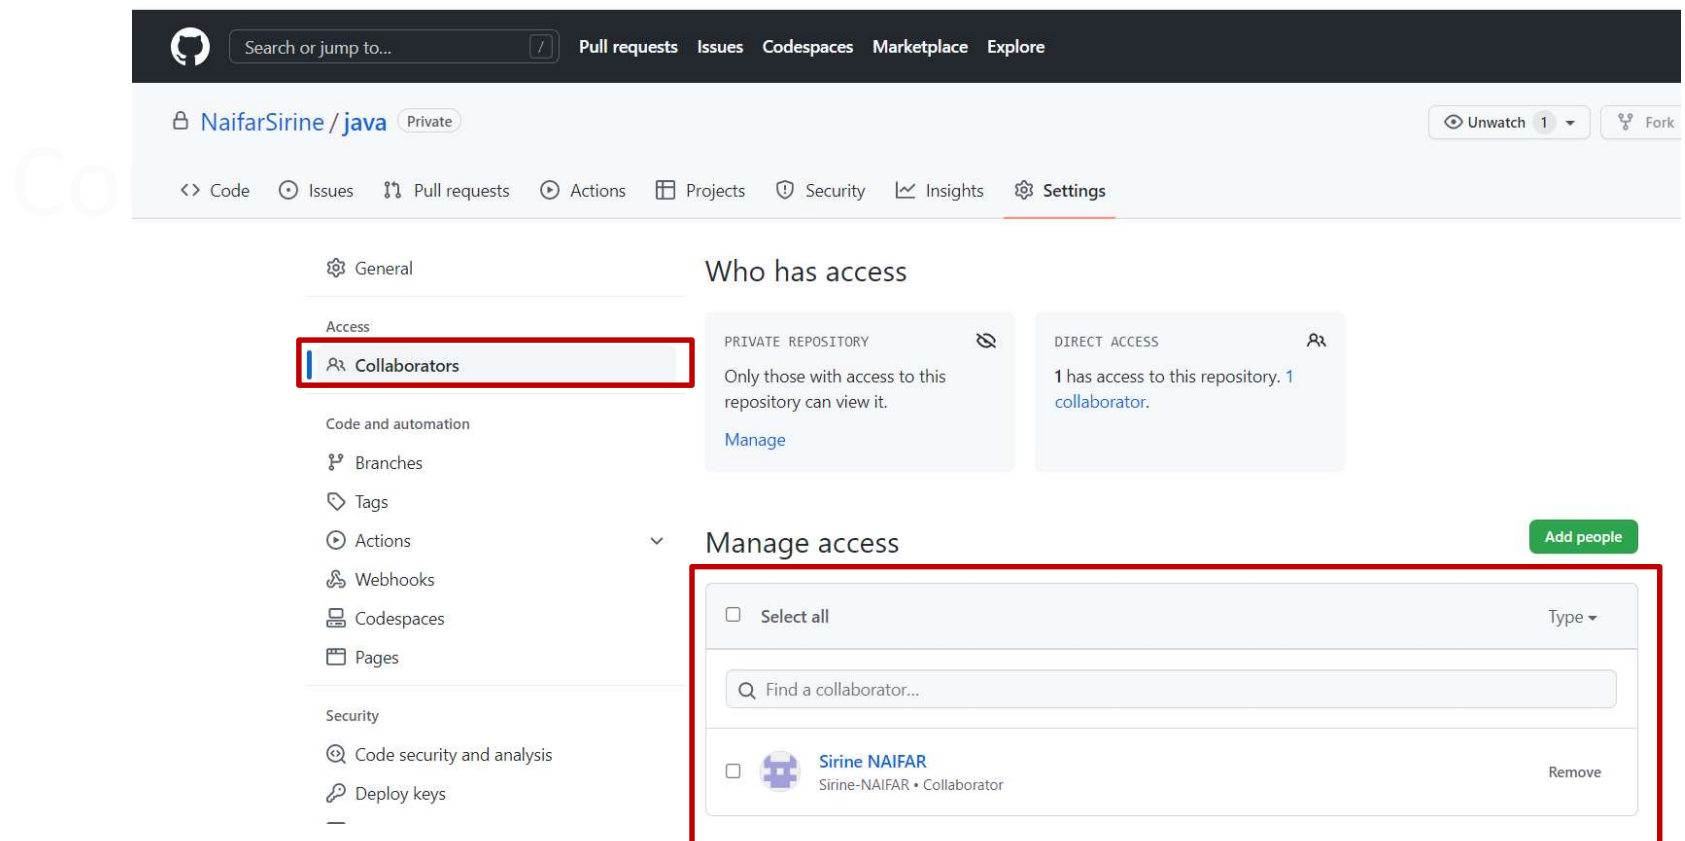 Search or jump to... / Pull requests Issues Codespaces Marketplace Explore
NaifarSirine / java Private Unwatch 1 Fork
Co
Code Issues Pull requests Actions Projects Security Insights Settings
General
Access
Collaborators
Code and automation
Branches
Tags
Actions
Webhooks
Codespaces
Pages
Security
Code security and analysis
Deploy keys
Who has access
PRIVATE REPOSITORY
Only those with access to this
repository can view it.
Manage
DIRECT ACCESS
1 has access to this repository. 1
collaborator.
Manage access Add people
Select all Type
Find a collaborator...
Sirine NAIFAR
Sirine-NAIFAR • Collaborator Remove